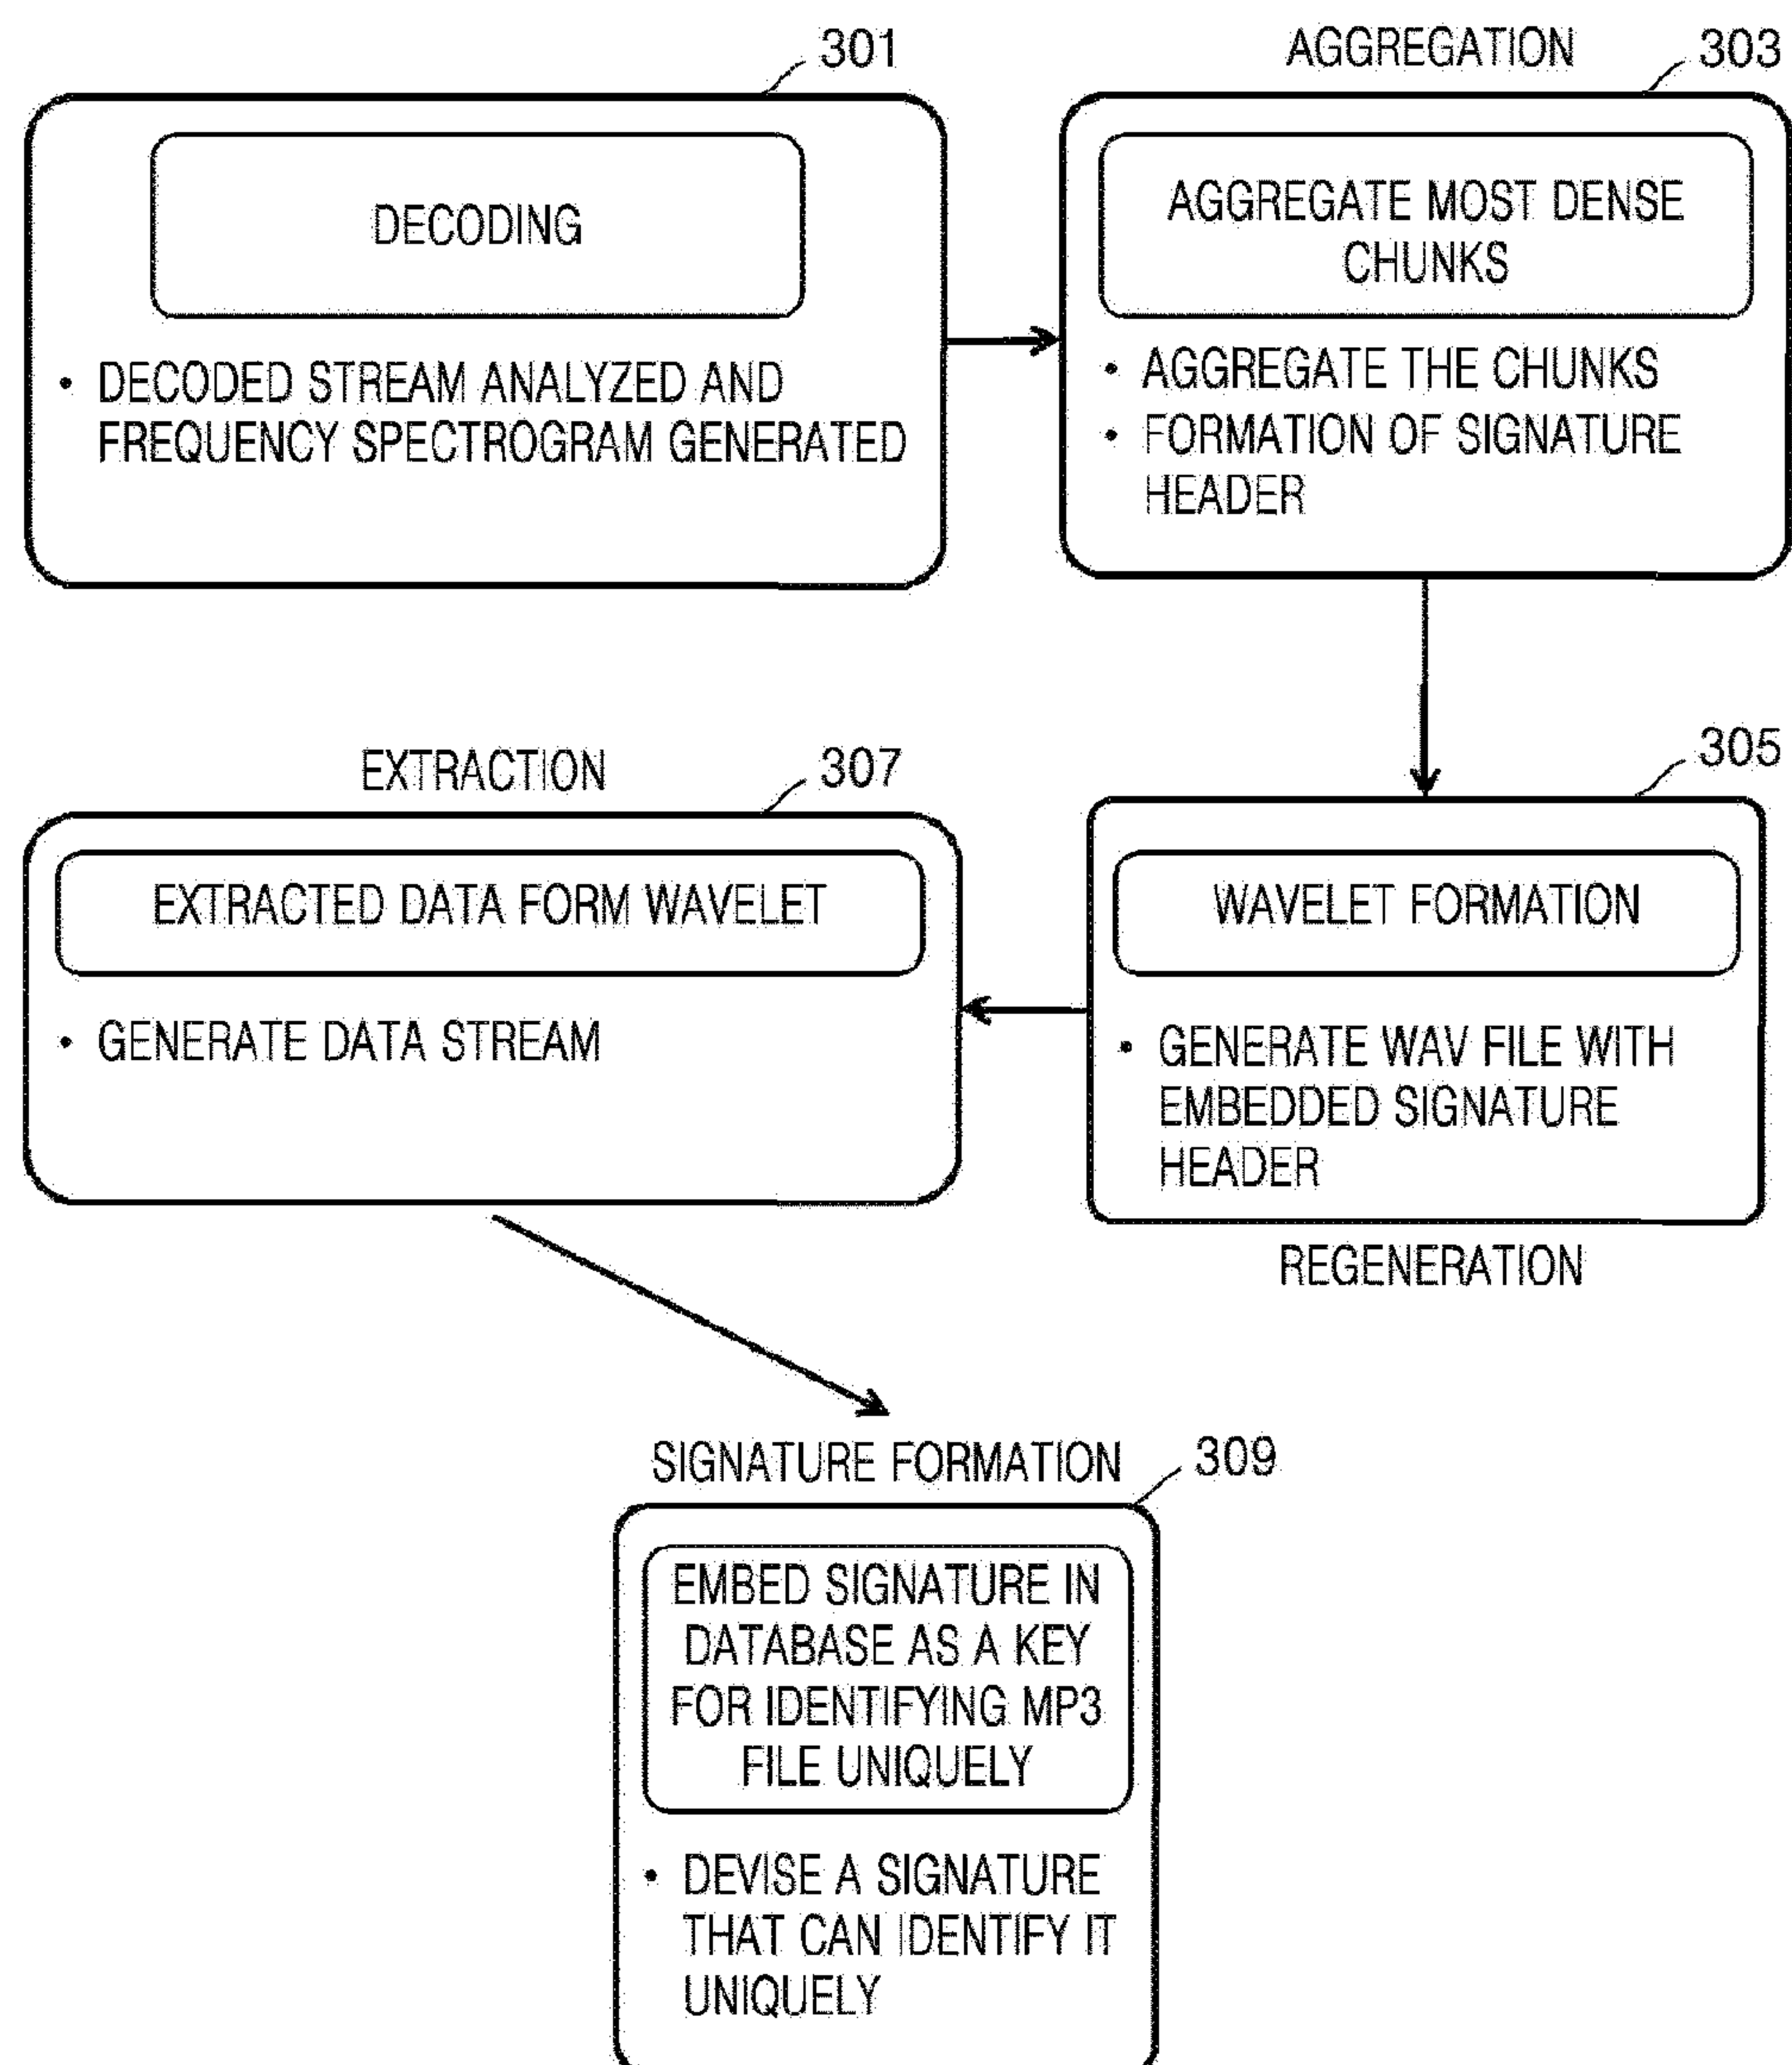 301
DECODING
• DECODED STREAM ANALYZED AND
FREQUENCY SPECTROGRAM GENERATED
AGGREGATION
303
AGGREGATE MOST DENSE
CHUNKS
• AGGREGATE THE CHUNKS
• FORMATION OF SIGNATURE
HEADER
305
WAVELET FORMATION
• GENERATE WAV FILE WITH
EMBEDDED SIGNATURE
HEADER
REGENERATION
EXTRACTION
307
EXTRACTED DATA FORM WAVELET
• GENERATE DATA STREAM
SIGNATURE FORMATION
309
EMBED SIGNATURE IN
DATABASE AS A KEY
FOR IDENTIFYING MP3
FILE UNIQUELY
• DEVISE A SIGNATURE
THAT CAN IDENTIFY IT
UNIQUELY